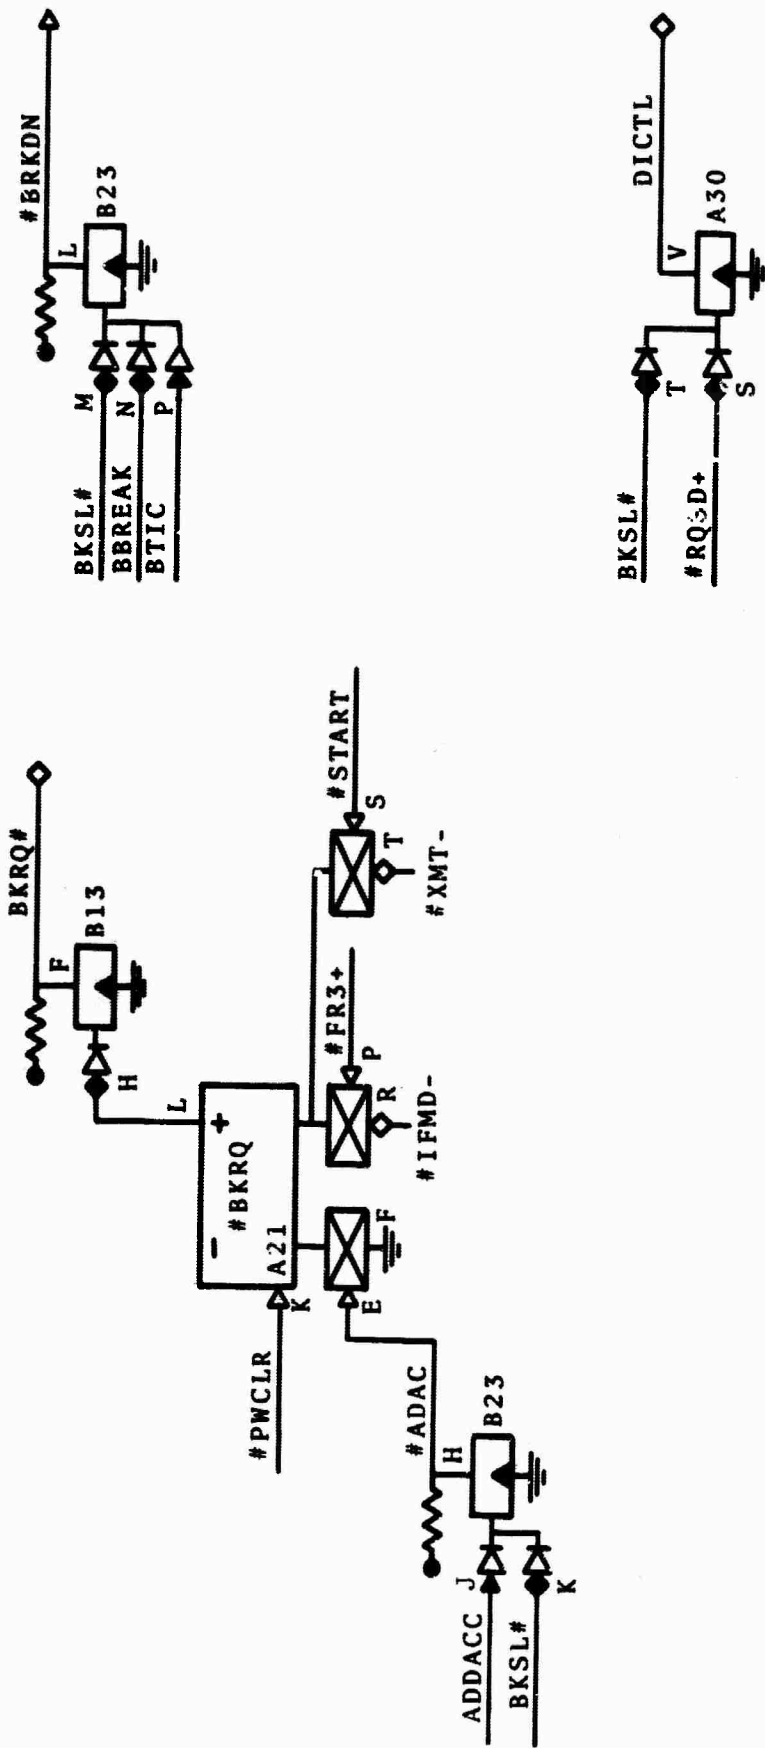 #BRKDN
L
B23
M
N
P
BKSL#
BBREAK
BTIC
DICTL
V
A30
T
S
BKSL#
BKRQ#
F
B13
H
L
+
-
#BKRQ
A21
#PWCLR
K
E
F
#FR3+
P
R
#IFMD-
#START
S
T
#XMT-
#ADAC
H
B23
J
K
ADDACC
BKSL#